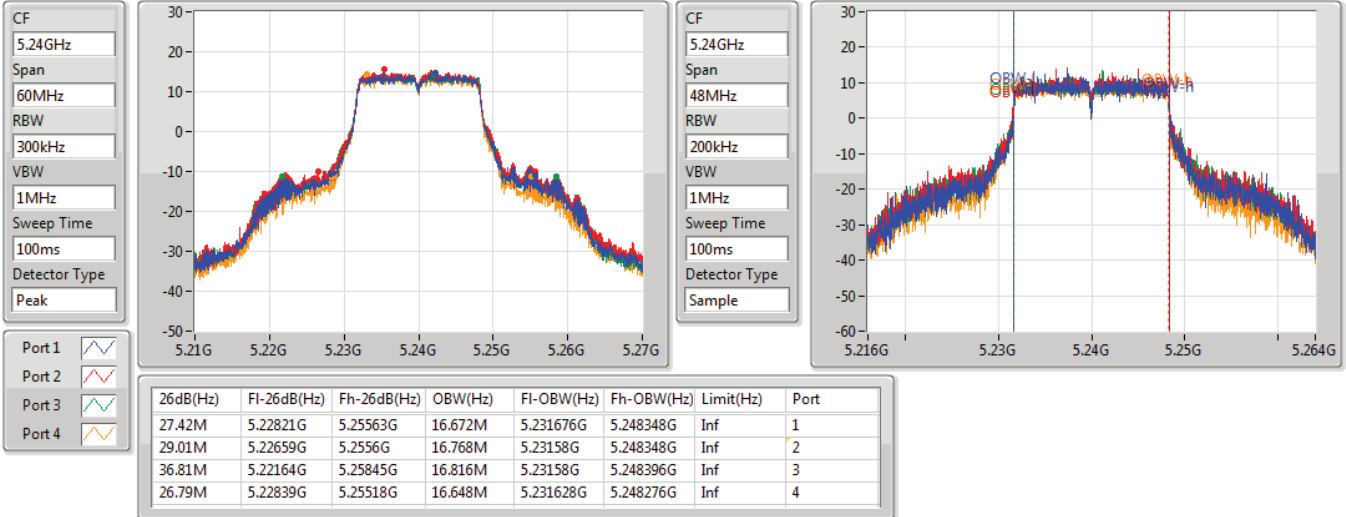 CF
5.24GHz
Span
60MHz
RBW
300kHz
VBW
1MHz
Sweep Time
100ms
Detector Type
Peak
30
20
10
0
-10
-20
-30
-40
-50
5.21G 5.22G 5.23G 5.24G 5.25G 5.26G 5.27G
CF
5.24GHz
Span
48MHz
RBW
200kHz
VBW
1MHz
Sweep Time
100ms
Detector Type
Sample
30
20
10
0
-10
-20
-30
-40
-50
-60
5.216G 5.23G 5.24G 5.25G 5.264G
Port 1
Port 2
Port 3
Port 4
26dB(Hz) Fl-26dB(Hz) Fh-26dB(Hz) OBW(Hz) Fl-OBW(Hz) Fh-OBW(Hz) Limit(Hz) Port
27.42M 5.22821G 5.25563G 16.672M 5.231676G 5.248348G Inf 1
29.01M 5.22659G 5.2556G 16.768M 5.23158G 5.248348G Inf 2
36.81M 5.22164G 5.25845G 16.816M 5.23158G 5.248396G Inf 3
26.79M 5.22839G 5.25518G 16.648M 5.231628G 5.248276G Inf 4